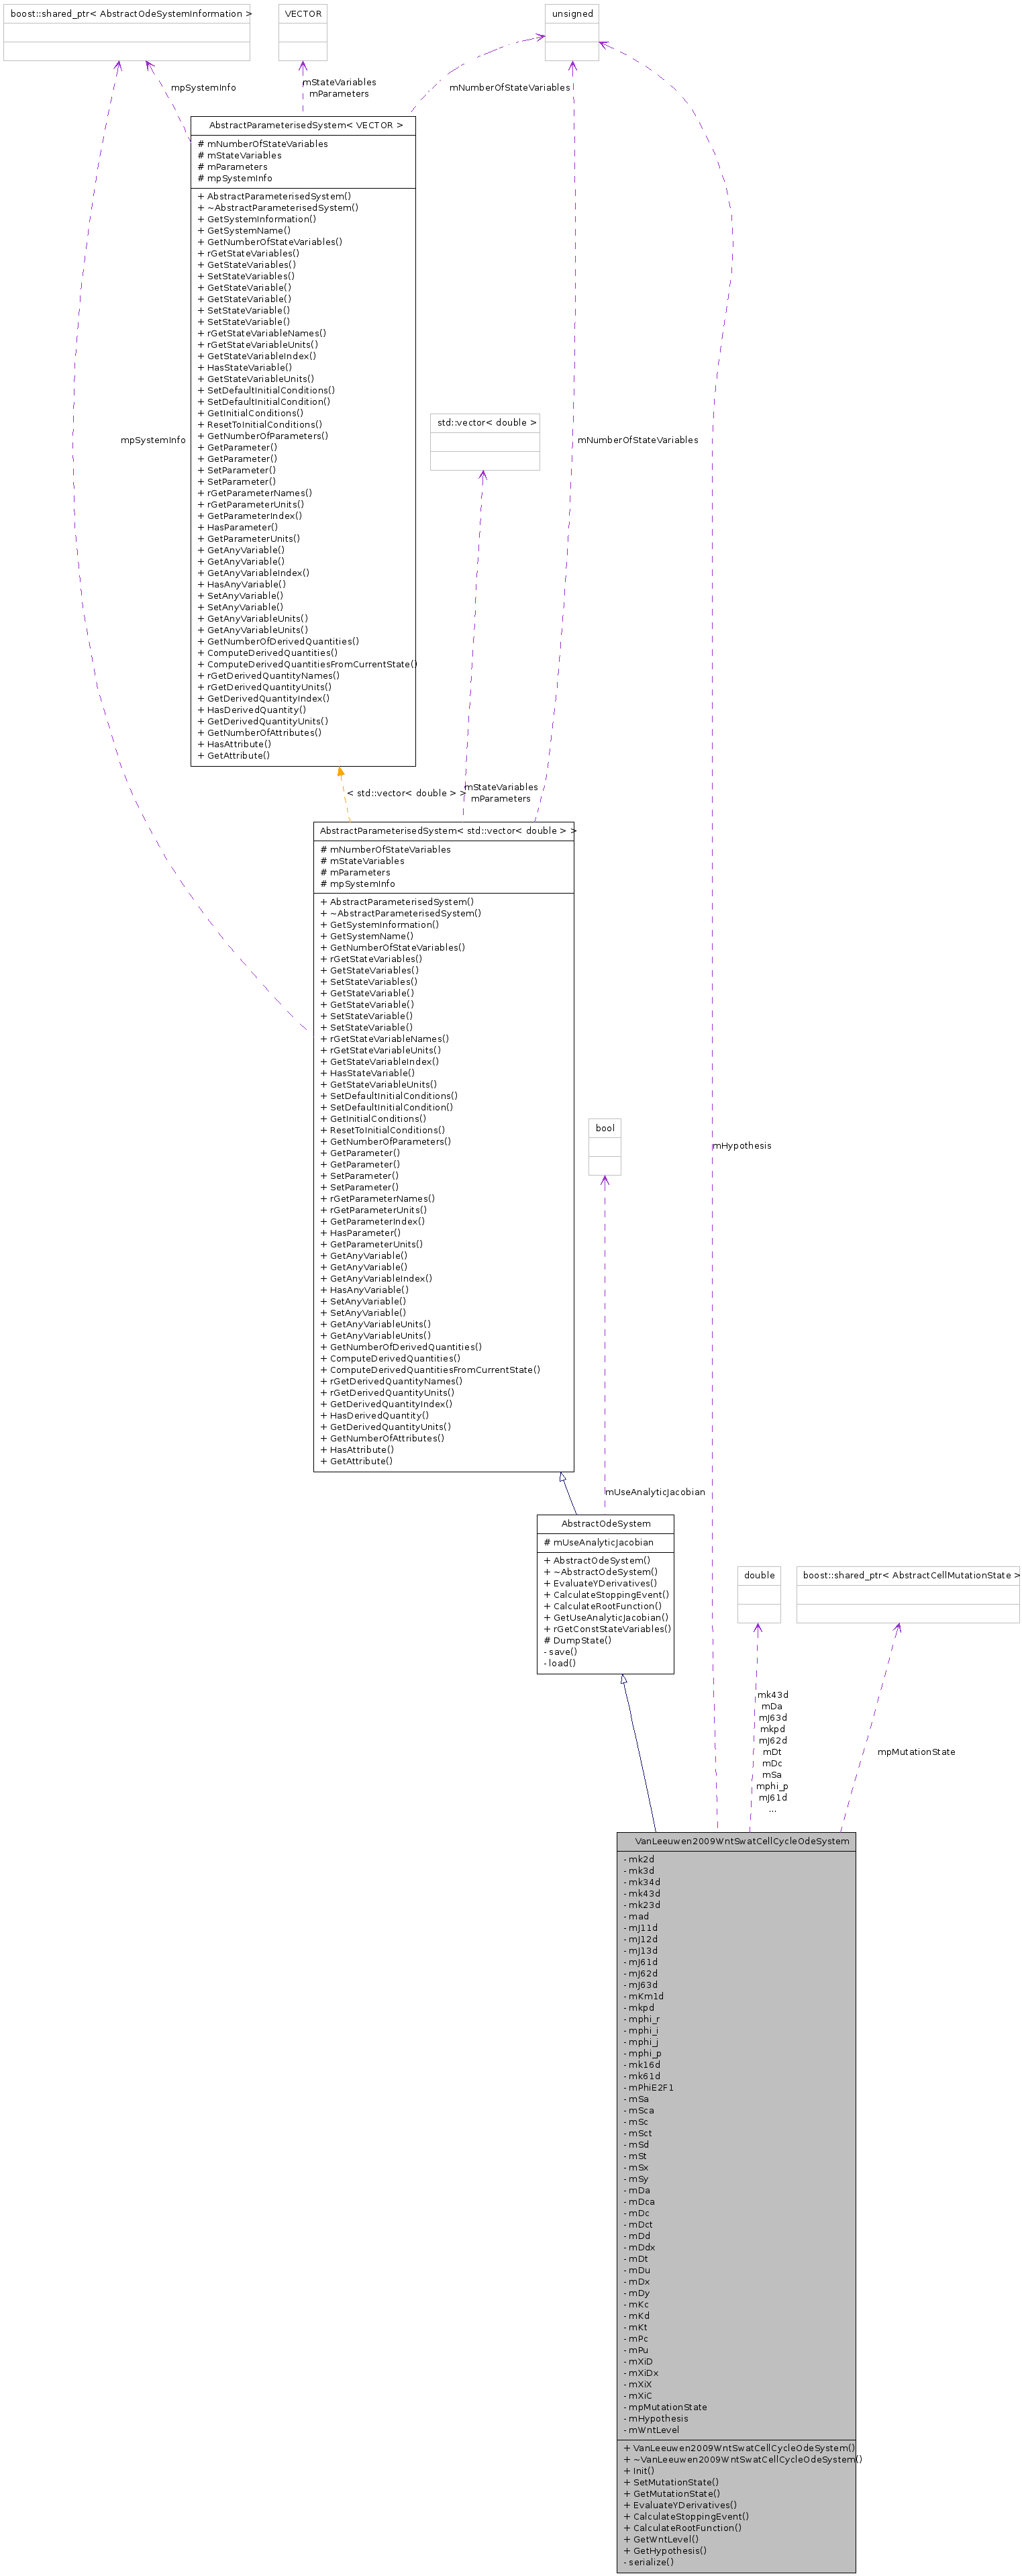 boost::shared_ptr< AbstractOdeSystemInformation >
VECTOR
unsigned
mpSystemInfo
mStateVariables
mParameters
mNumberOfStateVariables
AbstractParameterisedSystem< VECTOR >
# mNumberOfStateVariables
# mStateVariables
# mParameters
# mpSystemInfo
+ AbstractParameterisedSystem()
+ ~AbstractParameterisedSystem()
+ GetSystemInformation()
+ GetSystemName()
+ GetNumberOfStateVariables()
+ rGetStateVariables()
+ GetStateVariables()
+ SetStateVariables()
+ GetStateVariable()
+ GetStateVariable()
+ SetStateVariable()
+ SetStateVariable()
+ rGetStateVariableNames()
+ rGetStateVariableUnits()
+ GetStateVariableIndex()
+ HasStateVariable()
+ GetStateVariableUnits()
+ SetDefaultInitialConditions()
+ SetDefaultInitialCondition()
+ GetInitialConditions()
+ ResetToInitialConditions()
+ GetNumberOfParameters()
+ GetParameter()
+ GetParameter()
+ SetParameter()
+ SetParameter()
+ rGetParameterNames()
+ rGetParameterUnits()
+ GetParameterIndex()
+ HasParameter()
+ GetParameterUnits()
+ GetAnyVariable()
+ GetAnyVariable()
+ GetAnyVariableIndex()
+ HasAnyVariable()
+ SetAnyVariable()
+ SetAnyVariable()
+ GetAnyVariableUnits()
+ GetAnyVariableUnits()
+ GetNumberOfDerivedQuantities()
+ ComputeDerivedQuantities()
+ ComputeDerivedQuantitiesFromCurrentState()
+ rGetDerivedQuantityNames()
+ rGetDerivedQuantityUnits()
+ GetDerivedQuantityIndex()
+ HasDerivedQuantity()
+ GetDerivedQuantityUnits()
+ GetNumberOfAttributes()
+ HasAttribute()
+ GetAttribute()
std::vector< double >
mpSystemInfo
mNumberOfStateVariables
< std::vector< double > >
mStateVariables
mParameters
AbstractParameterisedSystem< std::vector< double > >
# mNumberOfStateVariables
# mStateVariables
# mParameters
# mpSystemInfo
+ AbstractParameterisedSystem()
+ ~AbstractParameterisedSystem()
+ GetSystemInformation()
+ GetSystemName()
+ GetNumberOfStateVariables()
+ rGetStateVariables()
+ GetStateVariables()
+ SetStateVariables()
+ GetStateVariable()
+ GetStateVariable()
+ SetStateVariable()
+ SetStateVariable()
+ rGetStateVariableNames()
+ rGetStateVariableUnits()
+ GetStateVariableIndex()
+ HasStateVariable()
+ GetStateVariableUnits()
+ SetDefaultInitialConditions()
+ SetDefaultInitialCondition()
+ GetInitialConditions()
+ ResetToInitialConditions()
+ GetNumberOfParameters()
+ GetParameter()
+ GetParameter()
+ SetParameter()
+ SetParameter()
+ rGetParameterNames()
+ rGetParameterUnits()
+ GetParameterIndex()
+ HasParameter()
+ GetParameterUnits()
+ GetAnyVariable()
+ GetAnyVariable()
+ GetAnyVariableIndex()
+ HasAnyVariable()
+ SetAnyVariable()
+ SetAnyVariable()
+ GetAnyVariableUnits()
+ GetAnyVariableUnits()
+ GetNumberOfDerivedQuantities()
+ ComputeDerivedQuantities()
+ ComputeDerivedQuantitiesFromCurrentState()
+ rGetDerivedQuantityNames()
+ rGetDerivedQuantityUnits()
+ GetDerivedQuantityIndex()
+ HasDerivedQuantity()
+ GetDerivedQuantityUnits()
+ GetNumberOfAttributes()
+ HasAttribute()
+ GetAttribute()
bool
mHypothesis
mUseAnalyticJacobian
AbstractOdeSystem
# mUseAnalyticJacobian
+ AbstractOdeSystem()
+ ~AbstractOdeSystem()
+ EvaluateYDerivatives()
+ CalculateStoppingEvent()
+ CalculateRootFunction()
+ GetUseAnalyticJacobian()
+ rGetConstStateVariables()
# DumpState()
- save()
- load()
double
boost::shared_ptr< AbstractCellMutationState >
mk43d
mDa
mJ63d
mkpd
mJ62d
mDt
mDc
mSa
mphi_p
mJ61d
...
mpMutationState
VanLeeuwen2009WntSwatCellCycleOdeSystem
- mk2d
- mk3d
- mk34d
- mk43d
- mk23d
- mad
- mJ11d
- mJ12d
- mJ13d
- mJ61d
- mJ62d
- mJ63d
- mKm1d
- mkpd
- mphi_r
- mphi_i
- mphi_j
- mphi_p
- mk16d
- mk61d
- mPhiE2F1
- mSa
- mSca
- mSc
- mSct
- mSd
- mSt
- mSx
- mSy
- mDa
- mDca
- mDc
- mDct
- mDd
- mDdx
- mDt
- mDu
- mDx
- mDy
- mKc
- mKd
- mKt
- mPc
- mPu
- mXiD
- mXiDx
- mXiX
- mXiC
- mpMutationState
- mHypothesis
- mWntLevel
+ VanLeeuwen2009WntSwatCellCycleOdeSystem()
+ ~VanLeeuwen2009WntSwatCellCycleOdeSystem()
+ Init()
+ SetMutationState()
+ GetMutationState()
+ EvaluateYDerivatives()
+ CalculateStoppingEvent()
+ CalculateRootFunction()
+ GetWntLevel()
+ GetHypothesis()
- serialize()